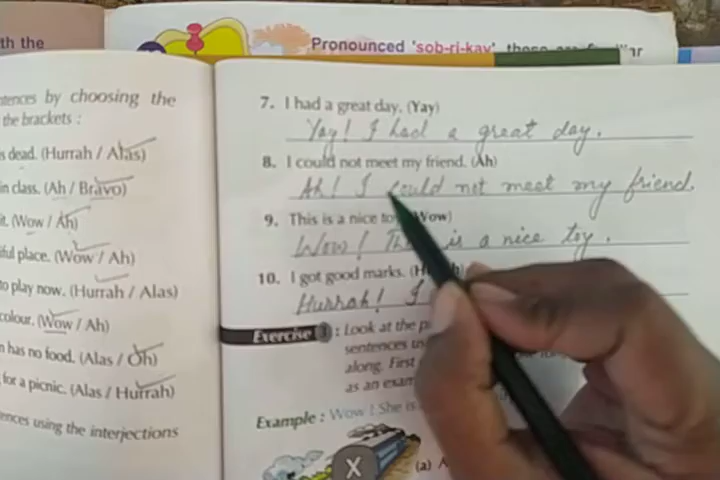 th the
Pronounced 'sob-ri-kay'
ntences by choosing the
the brackets :
s dead. (Hurrah / Alas)
in class. (Ah / Bravo)
it. (Wow / Ah)
iful place. (Wow / Ah)
to play now. (Hurrah / Alas)
colour. (Wow / Ah)
n has no food. (Alas / Oh)
for a picnic. (Alas / Hurrah)
ences using the interjections
7. I had a great day. (Yay)
Yay! I had a great day.
8. I could not meet my friend. (Ah)
Ah! I could not meet my friend.
9. This is a nice to Wow)
Wow! Th is a nice toy.
10. I got good marks. (H h)
Hurrah! I
Exercise : Look at the p
sentences us
along. First
as an exam
Example : Wow ! She is
(a) A
X